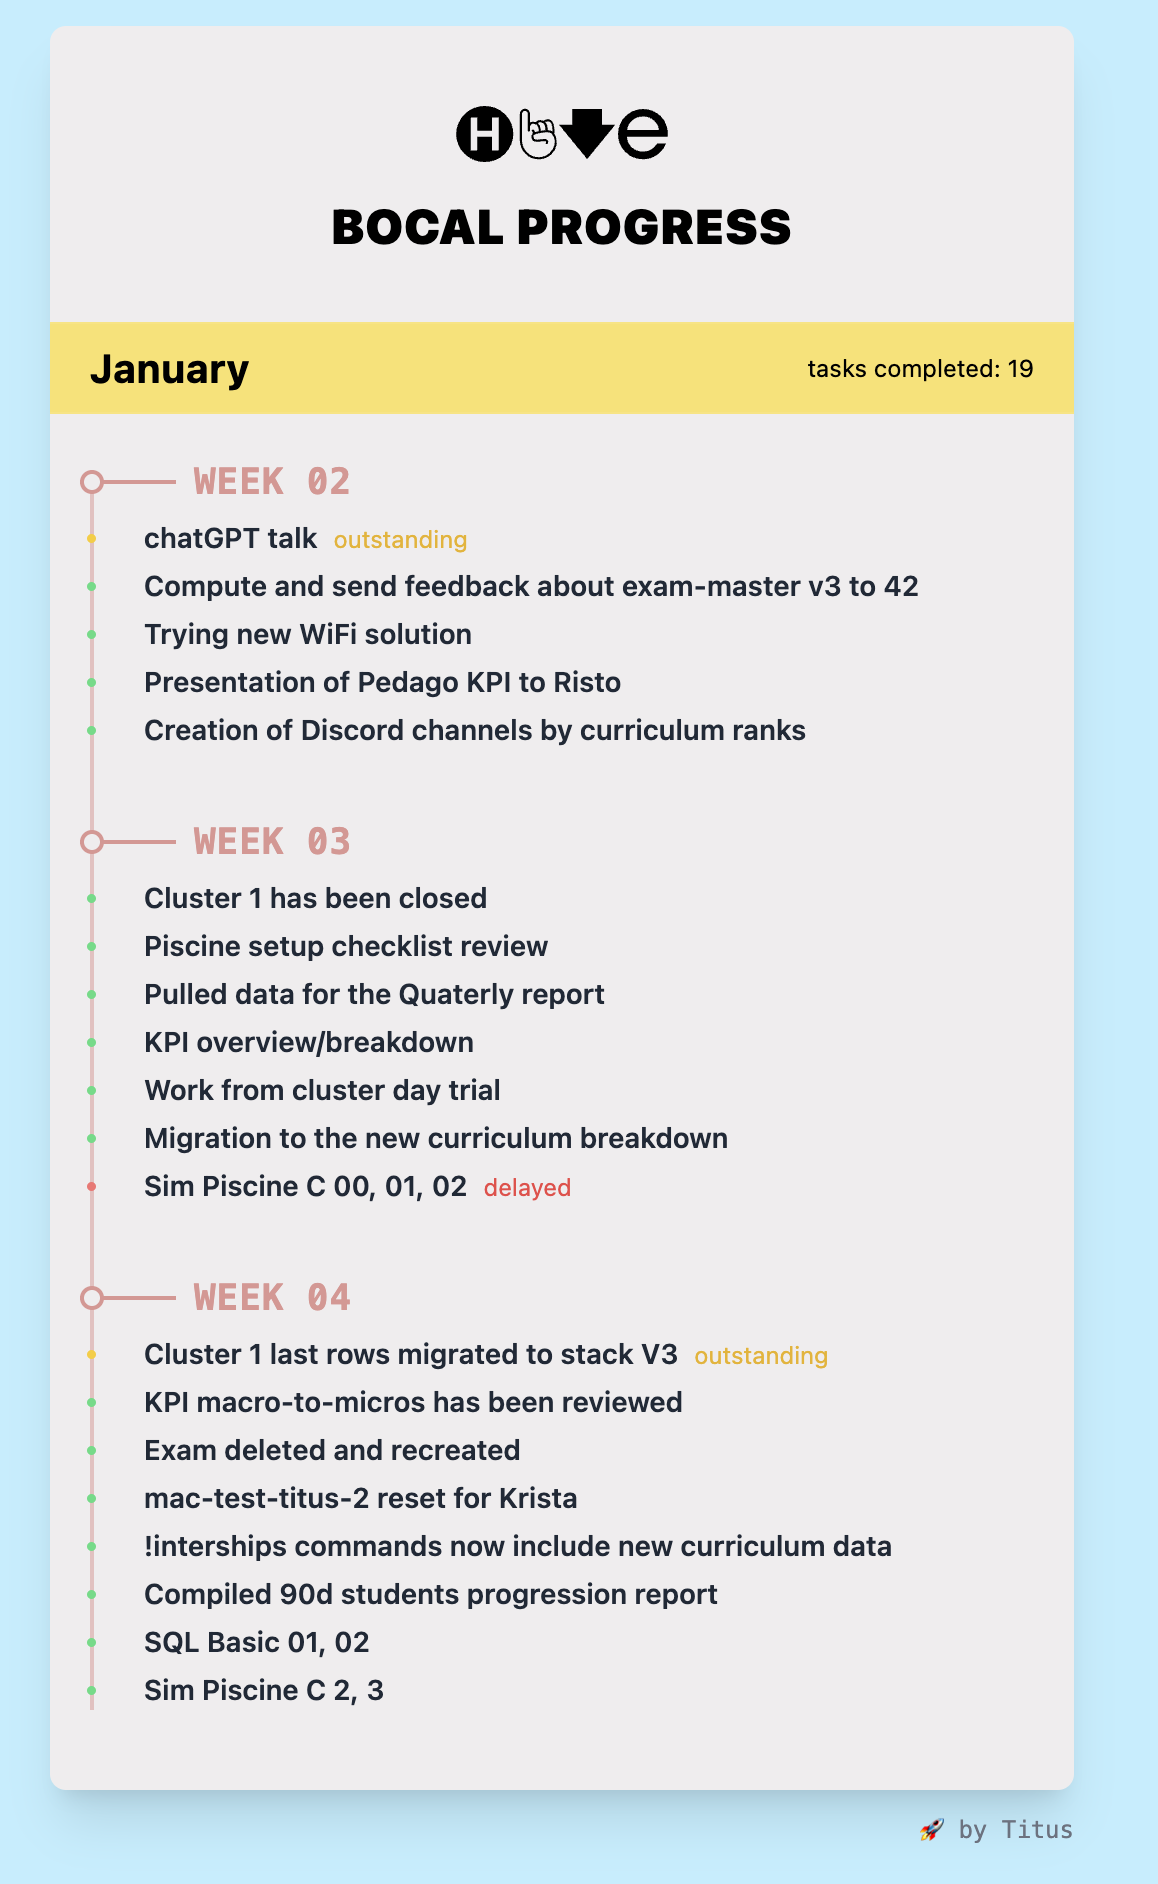 Hive
BOCAL PROGRESS
January
tasks completed: 19
WEEK 02
chatGPT talk outstanding
Compute and send feedback about exam-master v3 to 42
Trying new WiFi solution
Presentation of Pedago KPI to Risto
Creation of Discord channels by curriculum ranks
WEEK 03
Cluster 1 has been closed
Piscine setup checklist review
Pulled data for the Quaterly report
KPI overview/breakdown
Work from cluster day trial
Migration to the new curriculum breakdown
Sim Piscine C 00, 01, 02 delayed
WEEK 04
Cluster 1 last rows migrated to stack V3 outstanding
KPI macro-to-micros has been reviewed
Exam deleted and recreated
mac-test-titus-2 reset for Krista
!interships commands now include new curriculum data
Compiled 90d students progression report
SQL Basic 01, 02
Sim Piscine C 2, 3
🚀 by Titus